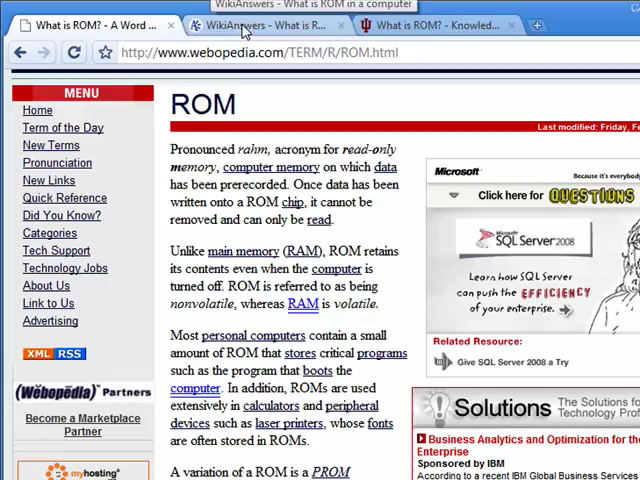 WikiAnswers - What is ROM in a computer
What is ROM? - A Word ...
WikiAnswers - What is R...
What is ROM? - Knowled...
http://www.webopedia.com/TERM/R/ROM.html
MENU
Home
Term of the Day
New Terms
Pronunciation
New Links
Quick Reference
Did You Know?
Categories
Tech Support
Technology Jobs
About Us
Link to Us
Advertising
XML RSS
(Webopedia) Partners
Become a Marketplace
Partner
myhosting
ROM
Last modified: Friday, Fe
Pronounced rahm, acronym for read-only
memory, computer memory on which data
has been prerecorded. Once data has been
written onto a ROM chip, it cannot be
removed and can only be read.
Unlike main memory (RAM), ROM retains
its contents even when the computer is
turned off. ROM is referred to as being
nonvolatile, whereas RAM is volatile.
Most personal computers contain a small
amount of ROM that stores critical programs
such as the program that boots the
computer. In addition, ROMs are used
extensively in calculators and peripheral
devices such as laser printers, whose fonts
are often stored in ROMs.
A variation of a ROM is a PROM
Microsoft
Because it's everybody
Click here for QUESTIONS
Microsoft
SQL Server 2008
Learn how SQL Server
can push the EFFICIENCY
of your entire enterprise.
Related Resource:
Give SQL Server 2008 a Try
Solutions
The Solutions fo
Technology Prof
Business Analytics and Optimization for the
Enterprise
Sponsored by IBM
According to a recent IBM Global Business Services